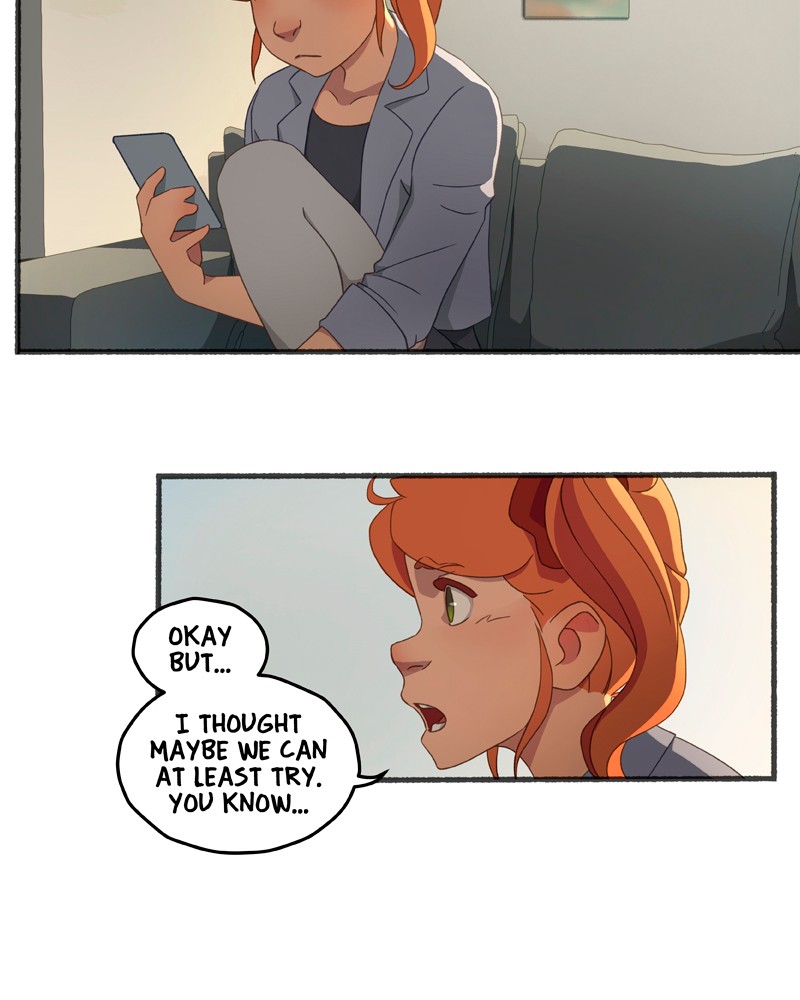 OKAY
BUT...
I THOUGHT
MAYBE WE CAN
AT LEAST TRY.
YOU KNOW...